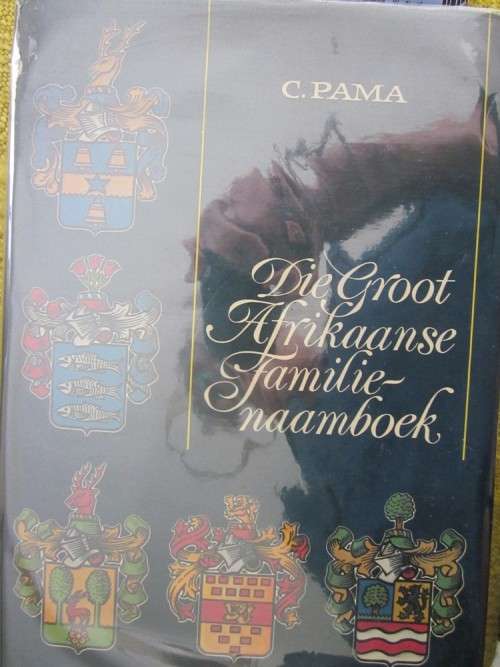 C. PAMA
Die Groot
Afrikaanse
Familie-
naamboek